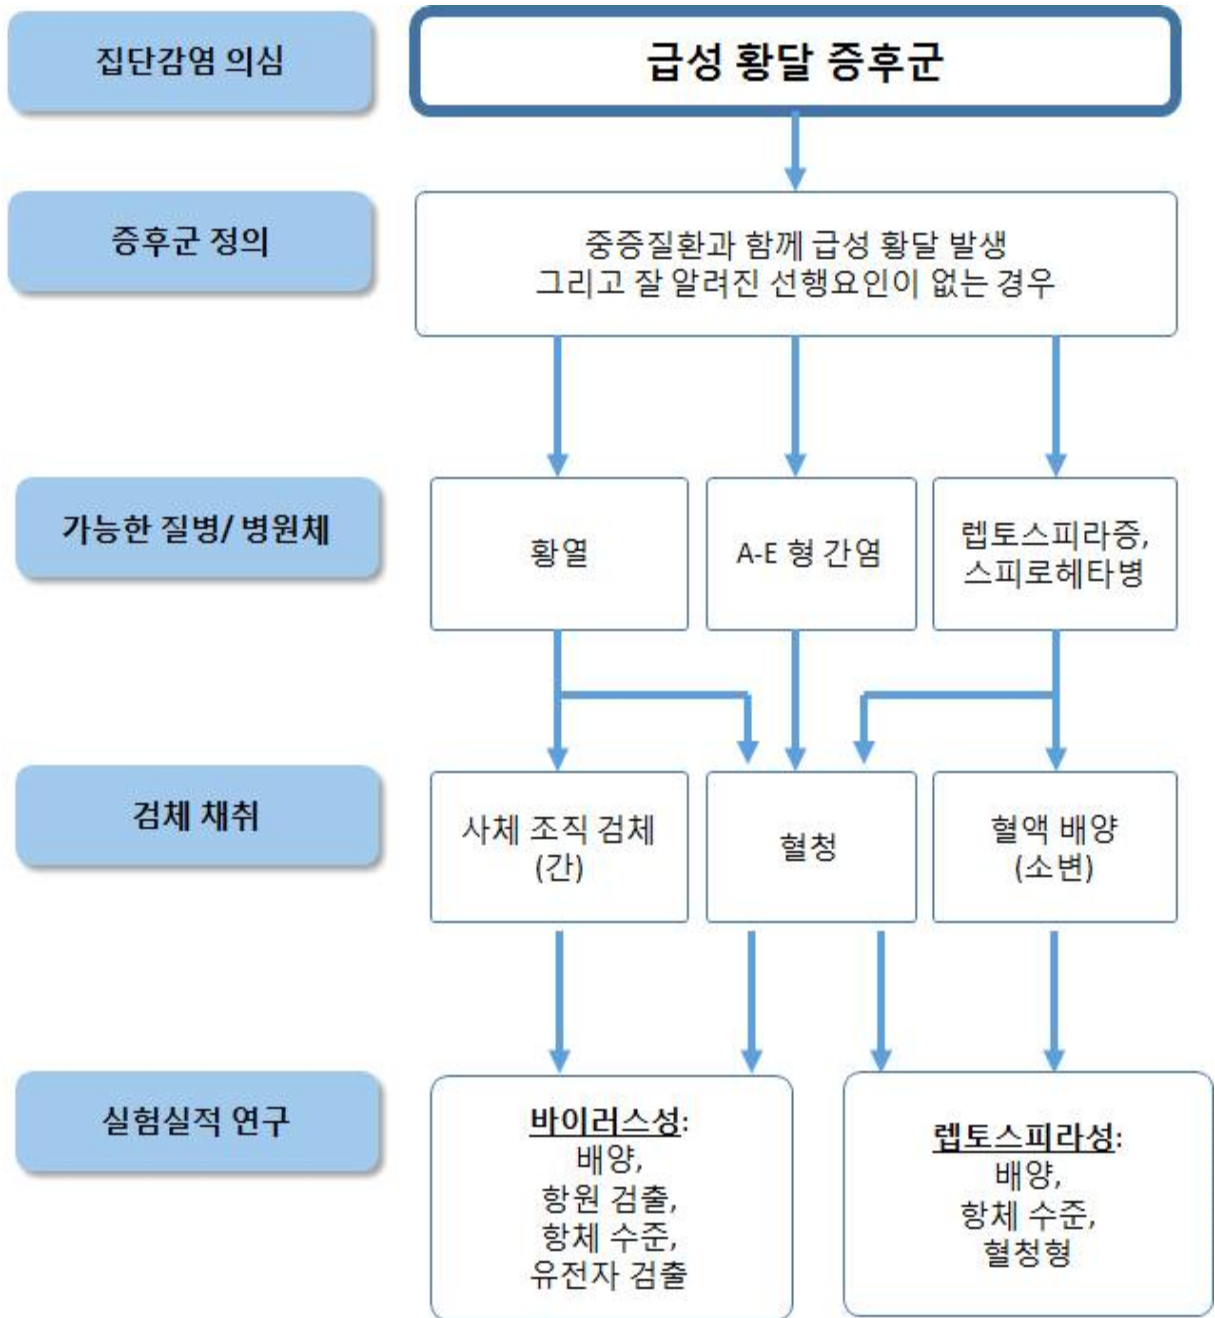 집단감염 의심
급성 황달 증후군
증후군 정의
중증질환과 함께 급성 황달 발생
그리고 잘 알려진 선행요인이 없는 경우
가능한 질병/ 병원체
황열
A-E 형 간염
렙토스피라증,
스피로헤타병
검체 채취
사체 조직 검체
(간)
혈청
혈액 배양
(소변)
실험실적 연구
바이러스성:
배양,
항원 검출,
항체 수준,
유전자 검출
렙토스피라성:
배양,
항체 수준,
혈청형